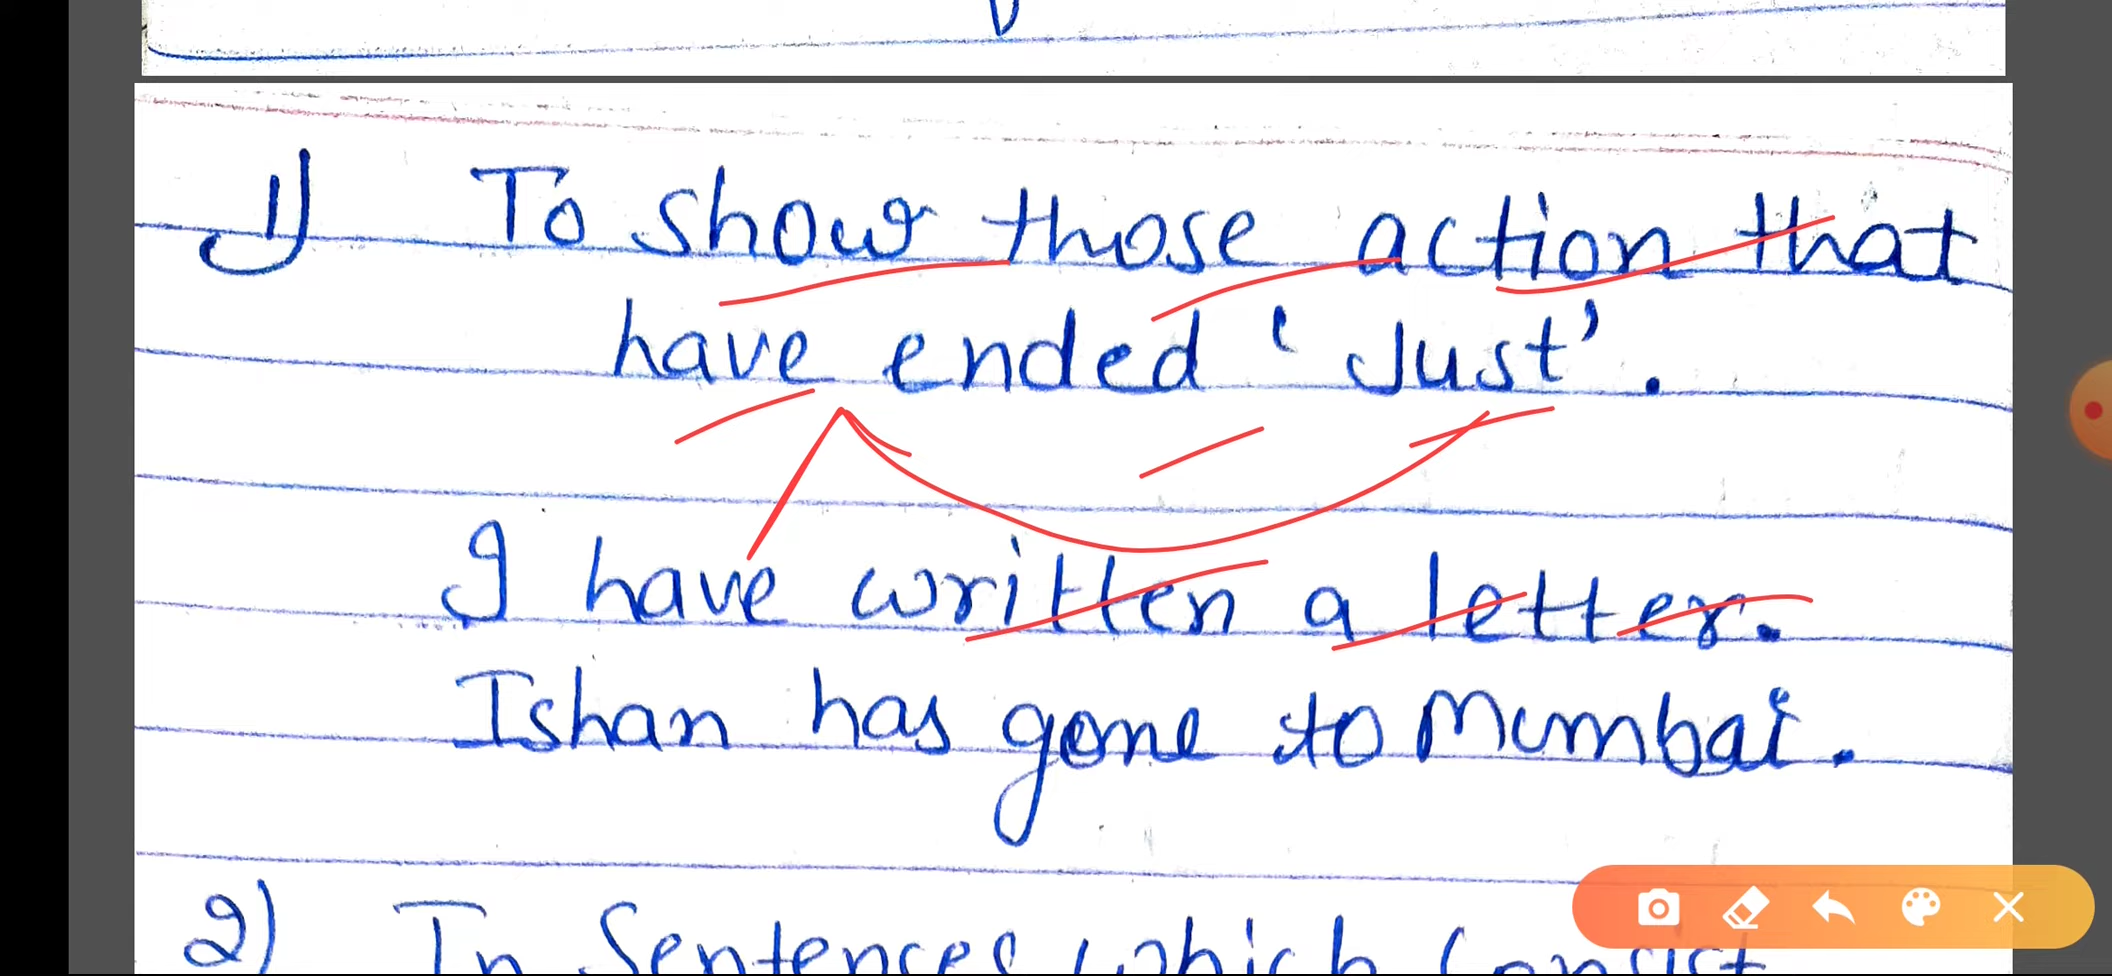 1) To show those action that
have ended 'Just'.
I have written a letter.
Ishan has gone to Mumbai.
2) In Sentences which Consist